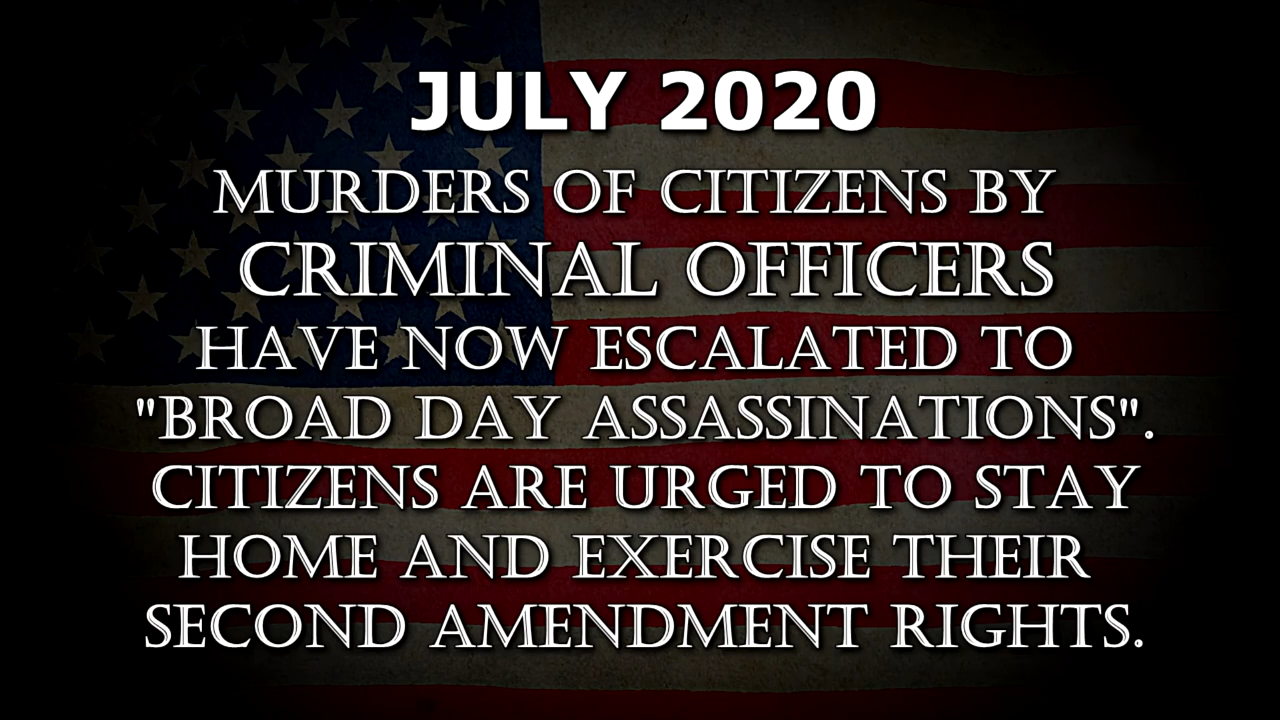 JULY 2020
MURDERS OF CITIZENS BY
CRIMINAL OFFICERS
HAVE NOW ESCALATED TO
"BROAD DAY ASSASSINATIONS".
CITIZENS ARE URGED TO STAY
HOME AND EXERCISE THEIR
SECOND AMENDMENT RIGHTS.